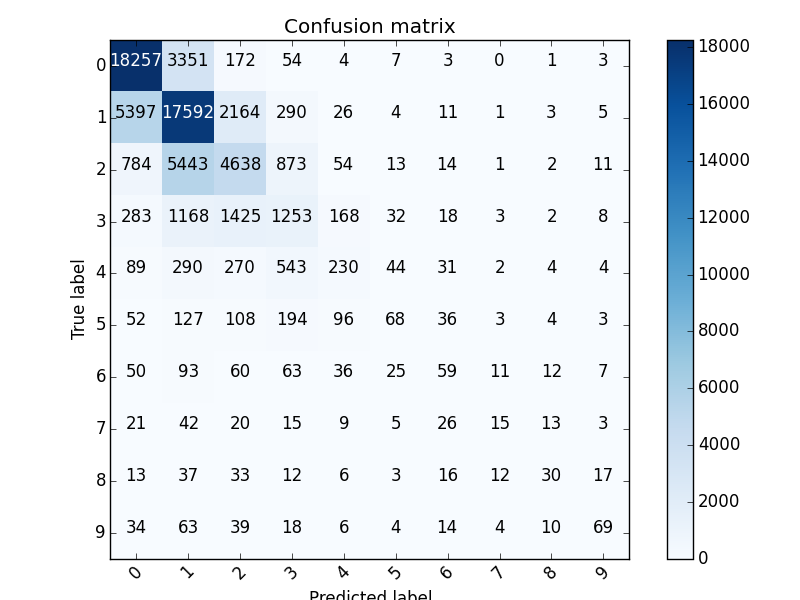 Confusion matrix
0 18257 3351 172 54 4 7 3 0 1 3
1 5397 17592 2164 290 26 4 11 1 3 5
2 784 5443 4638 873 54 13 14 1 2 11
3 283 1168 1425 1253 168 32 18 3 2 8
4 89 290 270 543 230 44 31 2 4 4
5 52 127 108 194 96 68 36 3 4 3
6 50 93 60 63 36 25 59 11 12 7
7 21 42 20 15 9 5 26 15 13 3
8 13 37 33 12 6 3 16 12 30 17
9 34 63 39 18 6 4 14 4 10 69
0 1 2 3 4 5 6 7 8 9
True label
Predicted label
18000
16000
14000
12000
10000
8000
6000
4000
2000
0